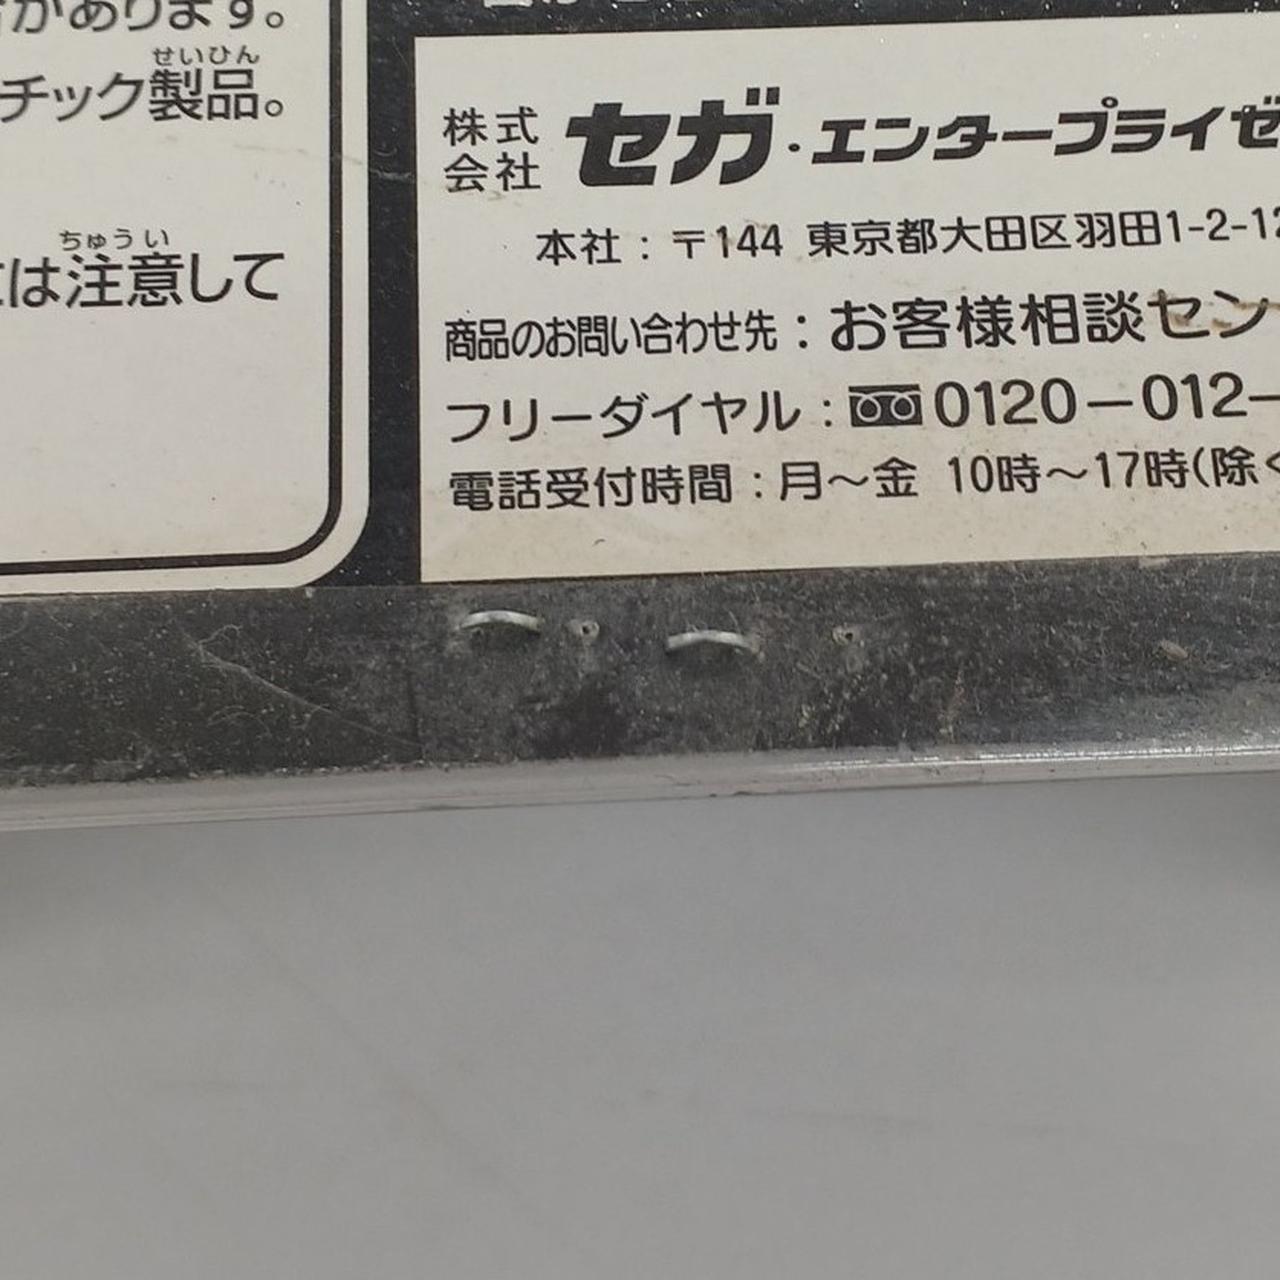 があります。
せいひん
チック製品。
ちゅうい
は注意して
株式会社 セガ・エンタープライゼ
本社：〒144 東京都大田区羽田1-2-12
商品のお問い合わせ先：お客様相談セン
フリーダイヤル：0120－012－
電話受付時間：月～金 10時～17時(除く